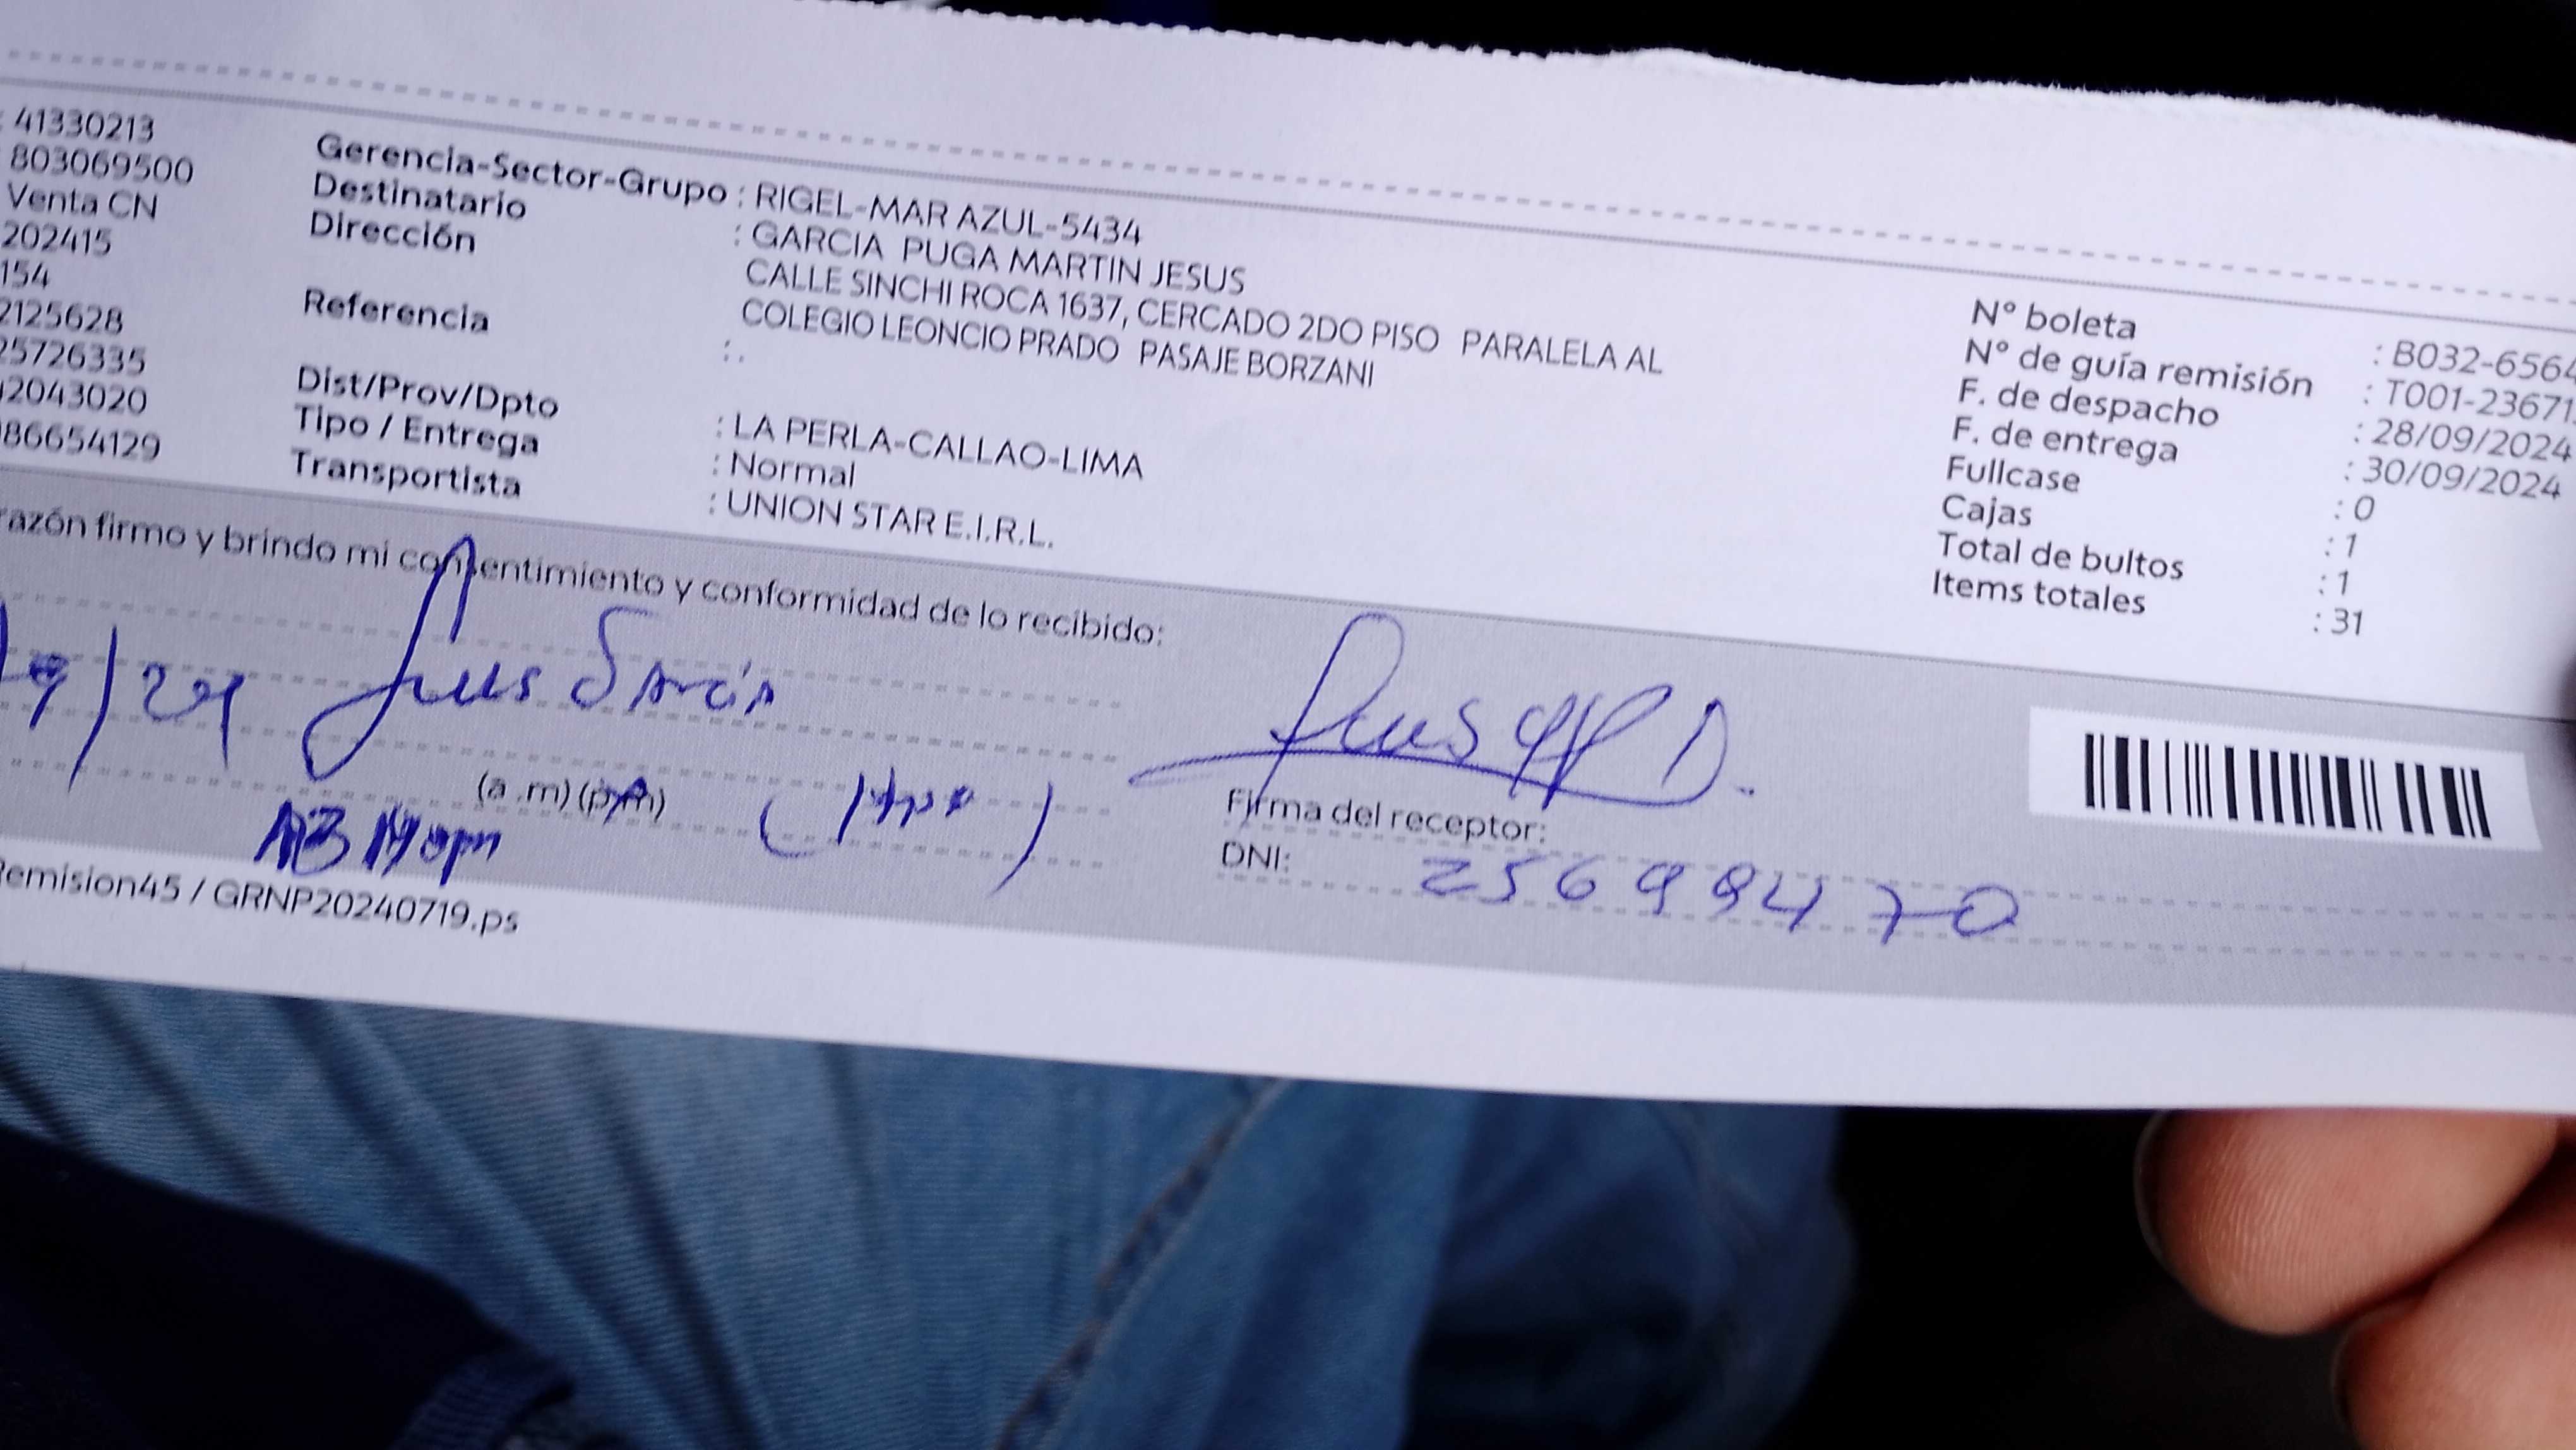 : 41330213
803069500
Venta CN
202415
154
2125628
25726335
42043020
986654129
Gerencia-Sector-Grupo : RIGEL-MAR AZUL-5434
Destinatario : GARCIA PUGA MARTIN JESUS
Dirección CALLE SINCHI ROCA 1637, CERCADO 2DO PISO PARALELA AL
COLEGIO LEONCIO PRADO PASAJE BORZANI
Referencia : .
Dist/Prov/Dpto : LA PERLA-CALLAO-LIMA
Tipo / Entrega : Normal
Transportista : UNION STAR E.I.R.L.
N° boleta : B032-6564
N° de guía remisión : T001-23671
F. de despacho : 28/09/2024
F. de entrega : 30/09/2024
Fullcase : 0
Cajas : 1
Total de bultos : 1
Items totales : 31
razón firmo y brindo mi consentimiento y conformidad de lo recibido:
(a .m) (p.m)
Firma del receptor:
DNI: 25699470
Remision45 / GRNP20240719.ps